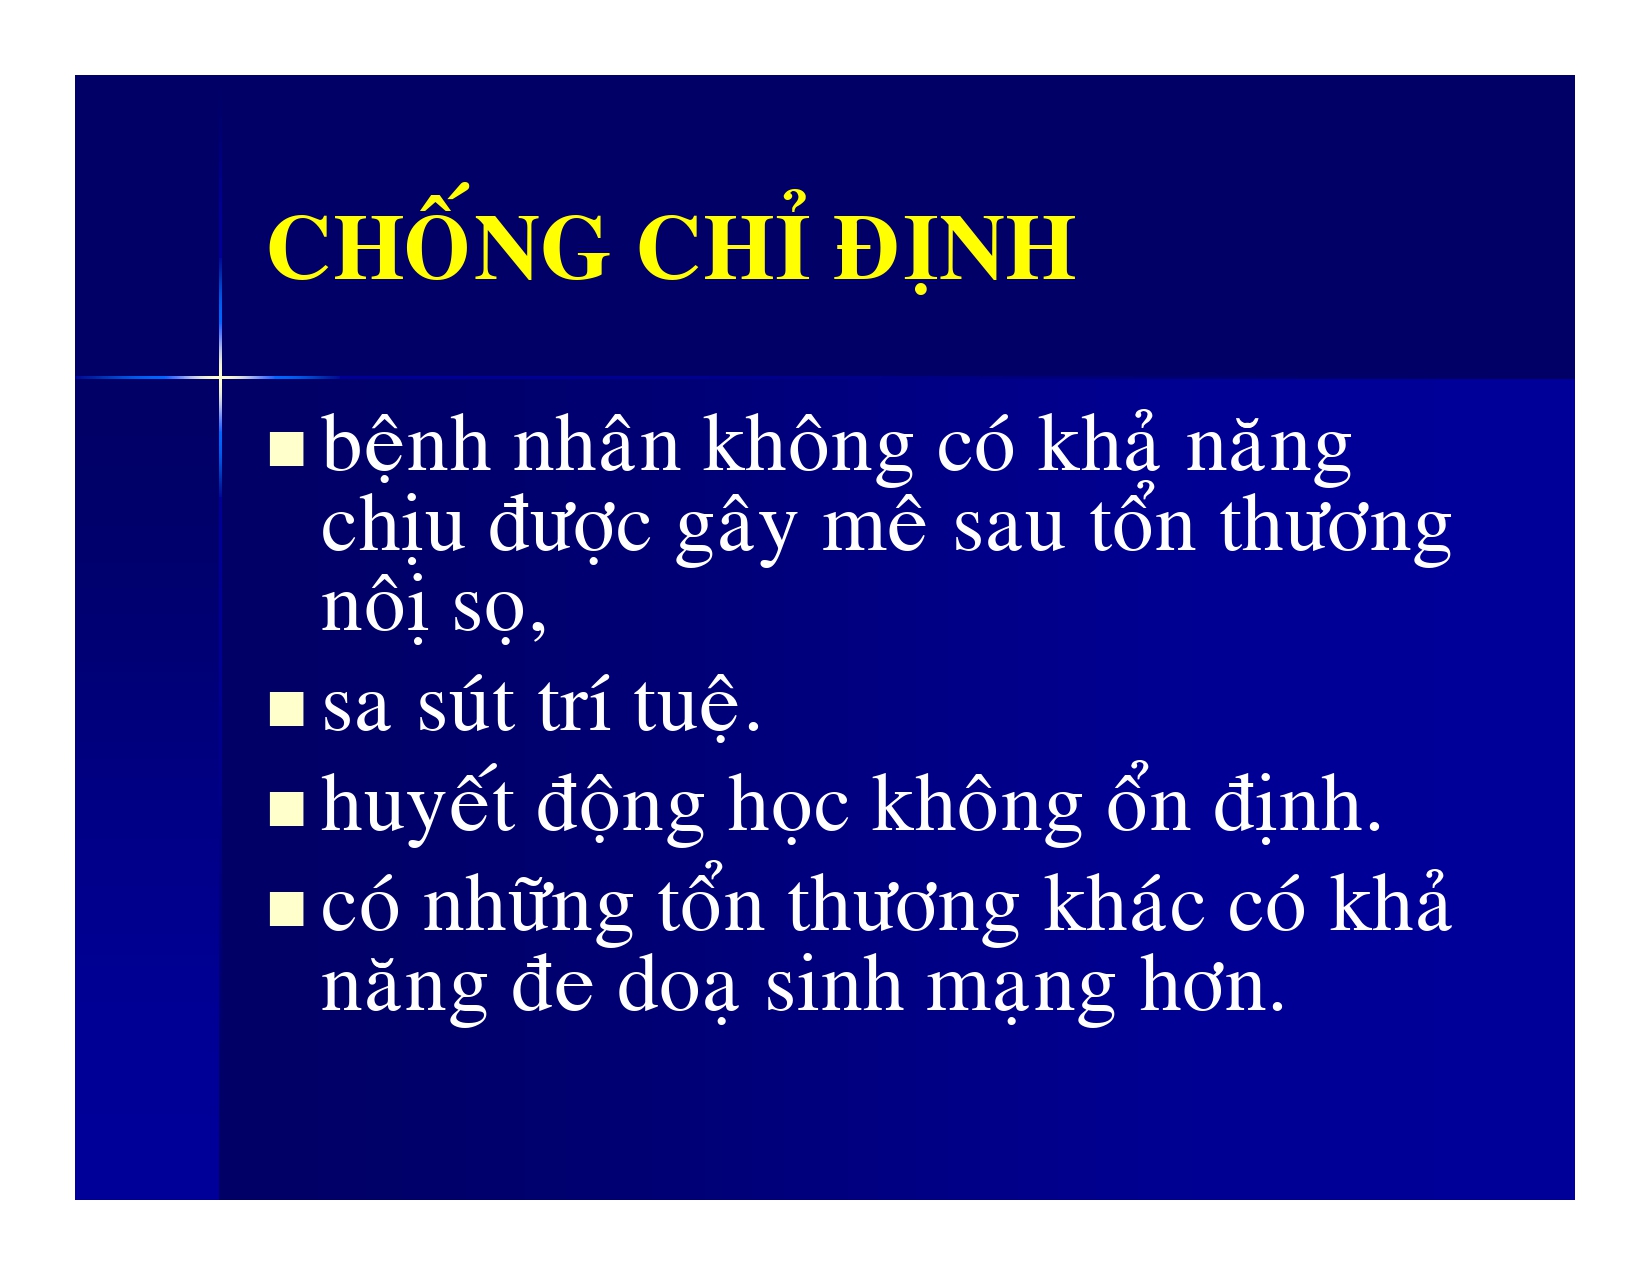 CHỐNG CHỈ ĐỊNH
bệnh nhân không có khả năng
chịu được gây mê sau tổn thương
nôị sọ,
sa sút trí tuệ.
huyết động học không ổn định.
có những tổn thương khác có khả
năng đe doạ sinh mạng hơn.